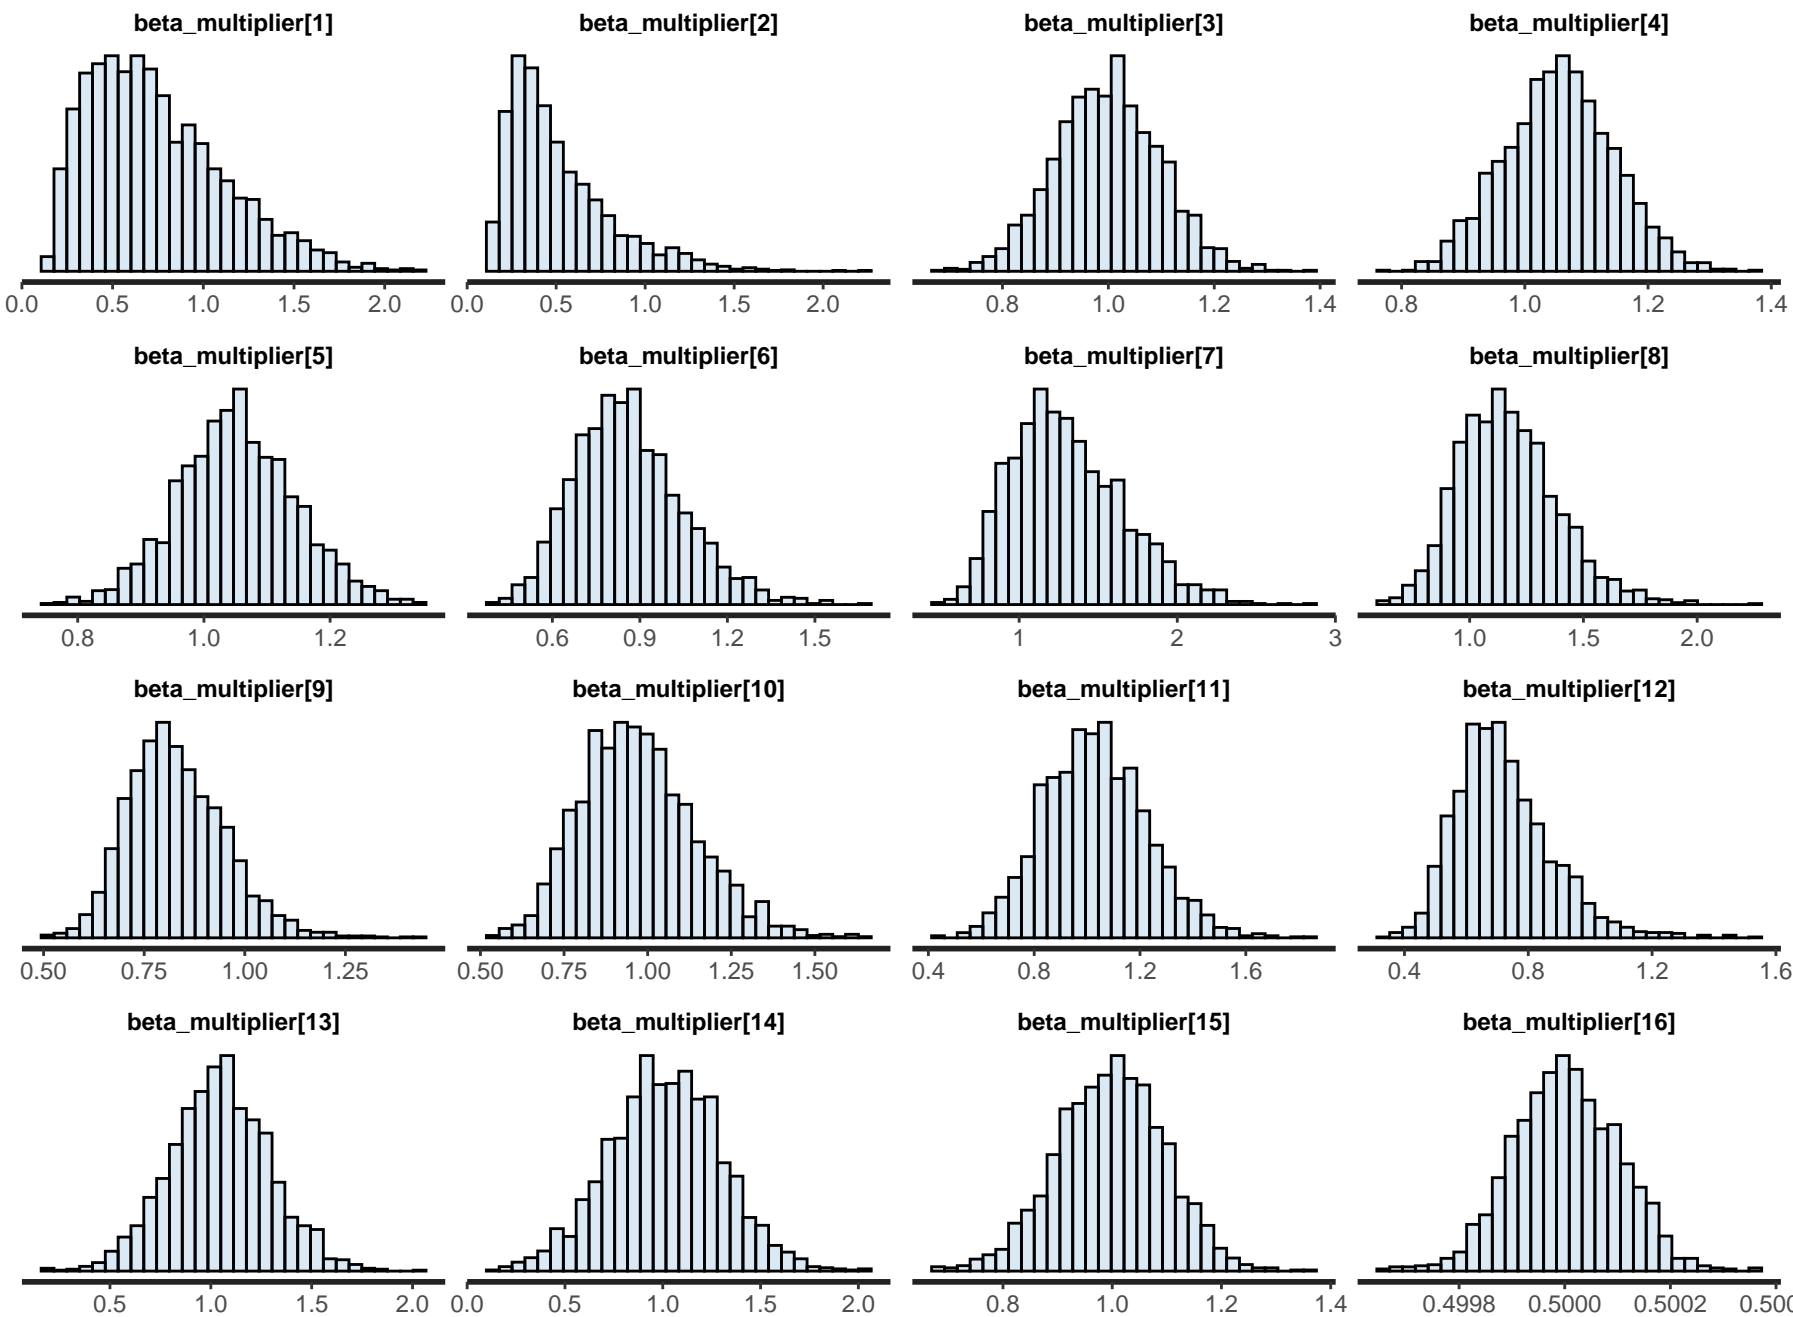 beta_multiplier[1] beta_multiplier[2] beta_multiplier[3] beta_multiplier[4]
0.0 0.5 1.0 1.5 2.0 0.0 0.5 1.0 1.5 2.0 0.8 1.0 1.2 1.4 0.8 1.0 1.2 1.4
beta_multiplier[5] beta_multiplier[6] beta_multiplier[7] beta_multiplier[8]
0.8 1.0 1.2 0.6 0.9 1.2 1.5 1 2 3 1.0 1.5 2.0
beta_multiplier[9] beta_multiplier[10] beta_multiplier[11] beta_multiplier[12]
0.50 0.75 1.00 1.25 0.50 0.75 1.00 1.25 1.50 0.4 0.8 1.2 1.6 0.4 0.8 1.2 1.6
beta_multiplier[13] beta_multiplier[14] beta_multiplier[15] beta_multiplier[16]
0.5 1.0 1.5 2.0 0.0 0.5 1.0 1.5 2.0 0.8 1.0 1.2 1.4 0.4998 0.5000 0.5002